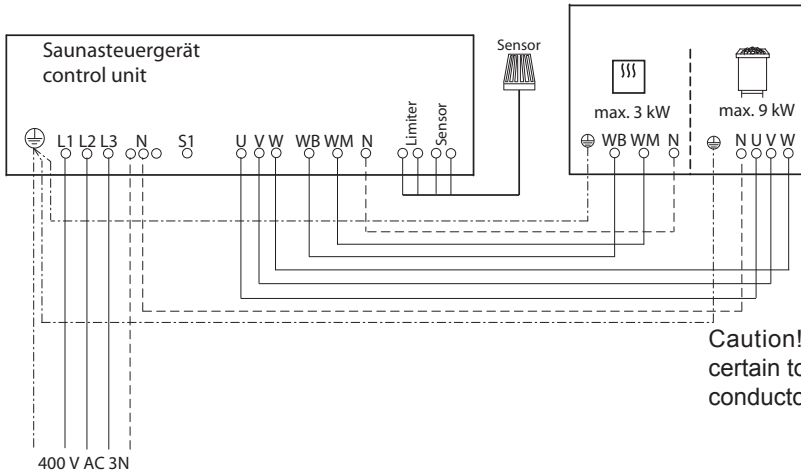 Saunasteuergerät
control unit
Sensor
max. 3 kW
max. 9 kW
L1 L2 L3 N S1 U V W WB WM N Limiter Sensor
WB WM N N U V W
Caution!
certain to
conducto
400 V AC 3N